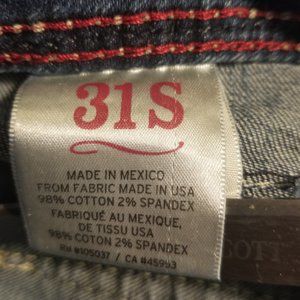 31S
MADE IN MEXICO
FROM FABRIC MADE IN USA
98% COTTON 2% SPANDEX
FABRIQUÉ AU MEXIQUE,
DE TISSU USA
98% COTON 2% SPANDEX
RN #105037 / CA #45993
OTT